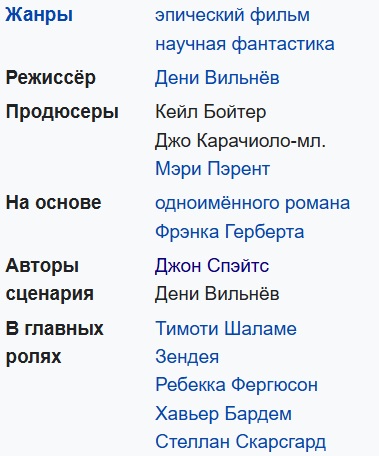 Жанры эпический фильм
научная фантастика
Режиссёр Дени Вильнёв
Продюсеры Кейл Бойтер
Джо Карачиоло-мл.
Мэри Пэрент
На основе одноимённого романа
Фрэнка Герберта
Авторы Джон Спэйтс
сценария Дени Вильнёв
В главных Тимоти Шаламе
ролях Зендея
Ребекка Фергюсон
Хавьер Бардем
Стеллан Скарсгард